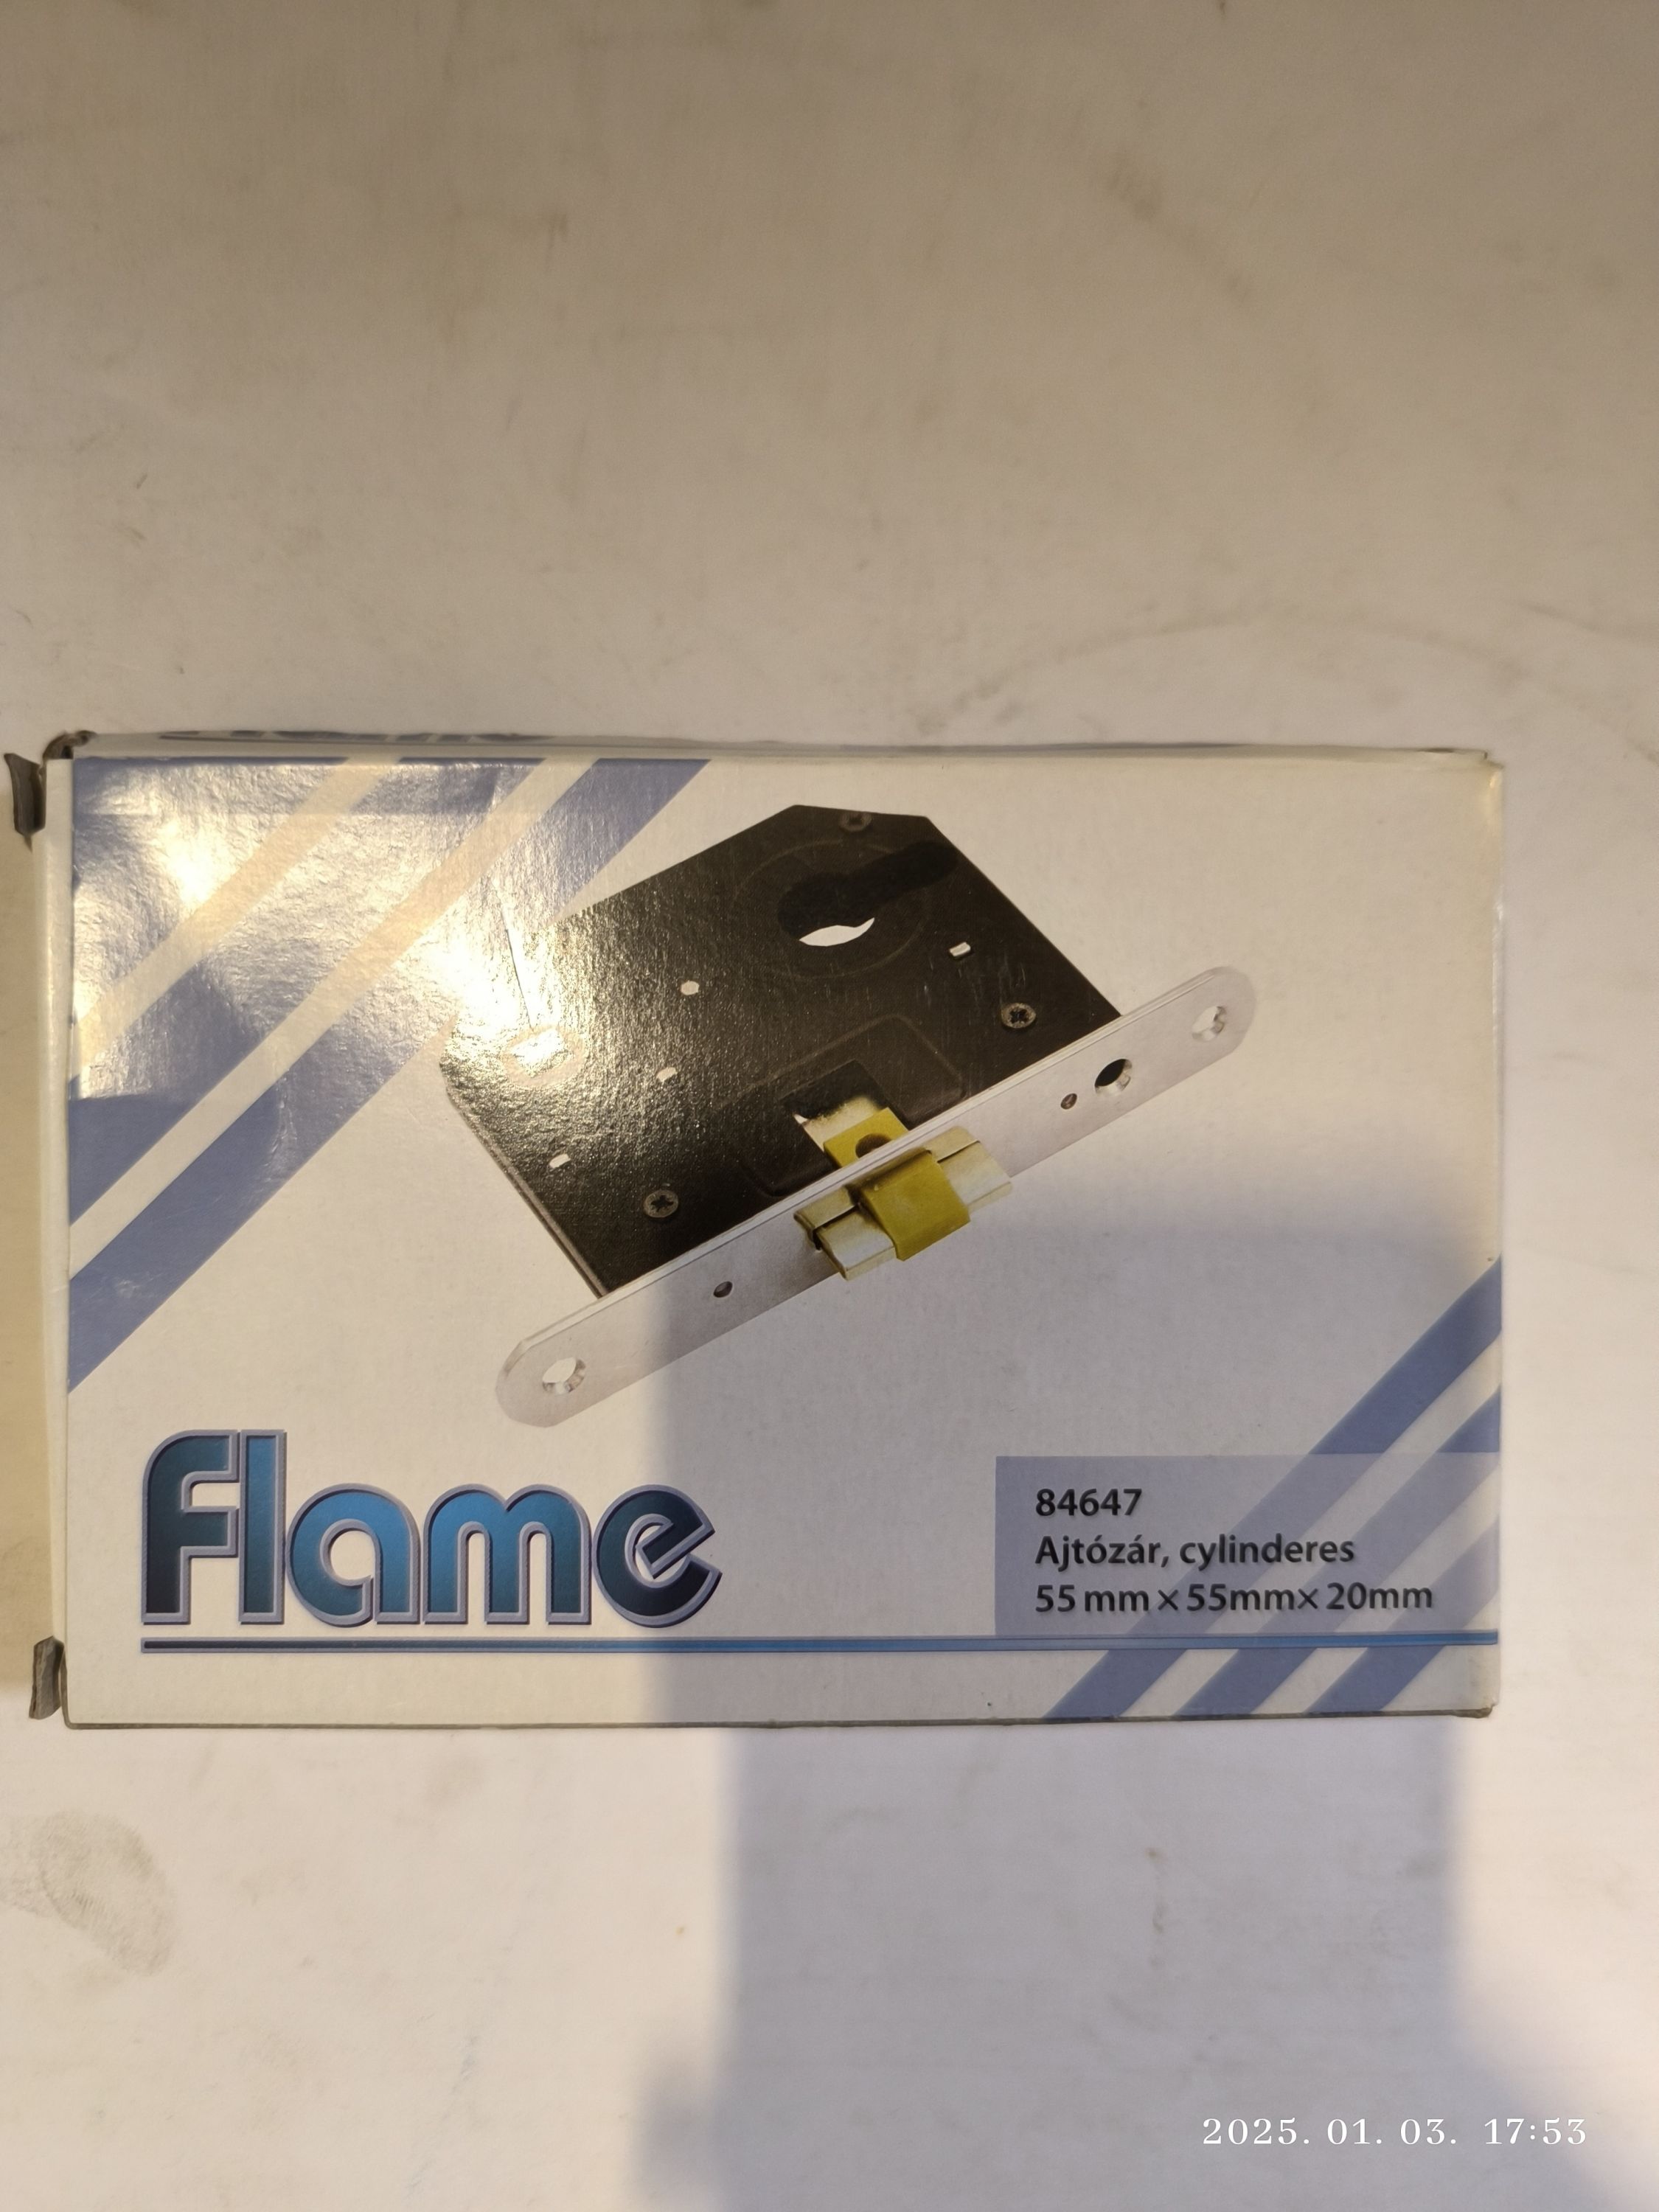 Flame
84647
Ajtózár, cylinderes
55 mm × 55mm× 20mm
2025. 01. 03. 17:53